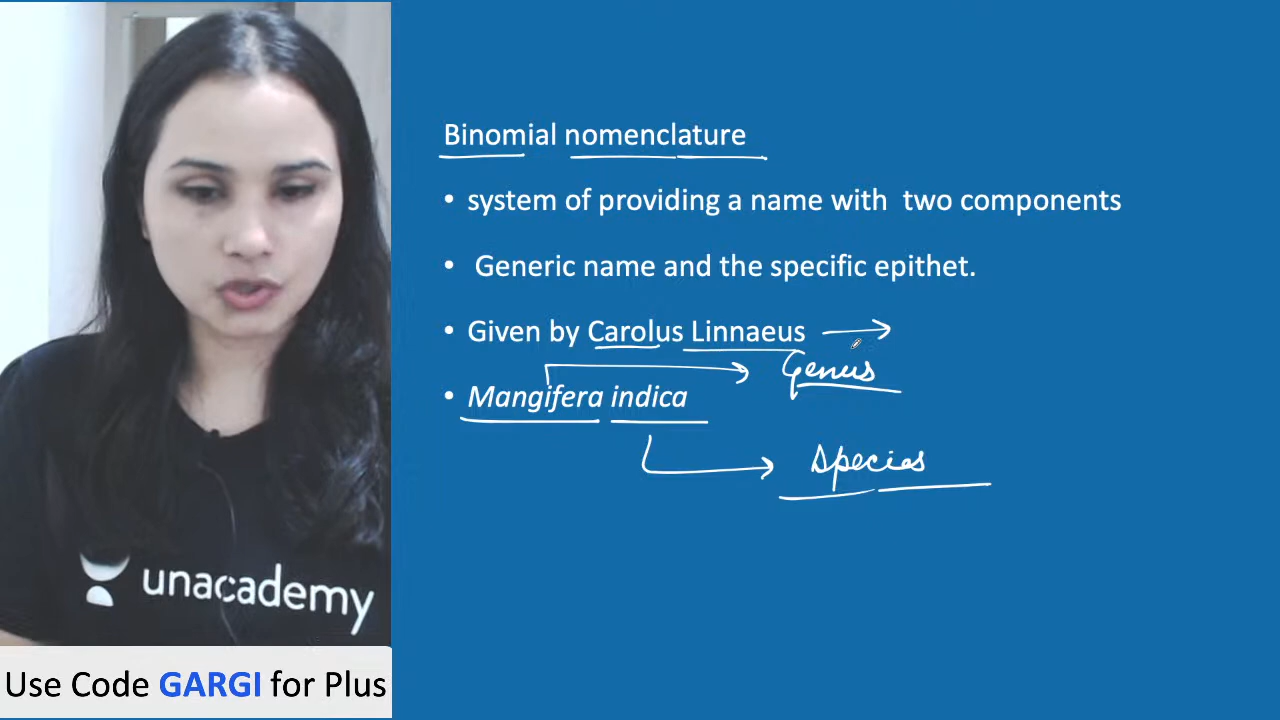 Binomial nomenclature
• system of providing a name with two components
• Generic name and the specific epithet.
• Given by Carolus Linnaeus
Genus
• Mangifera indica
Species
unacademy
Use Code GARGI for Plus